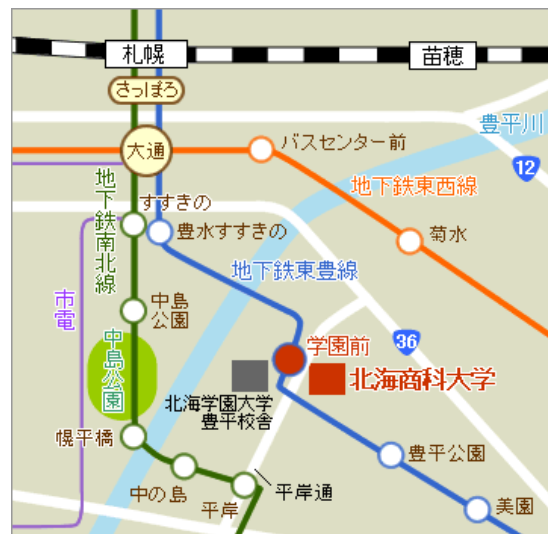 札幌
苗穂
さっぽろ
大通
バスセンター前
豊平川
12
地下鉄東西線
地下鉄南北線
すすきの
豊水すすきの
菊水
地下鉄東豊線
市電
中島
公園
中島公園
学園前
36
北海商科大学
北海学園大学
豊平校舎
幌平橋
豊平公園
中の島
平岸
平岸通
美園